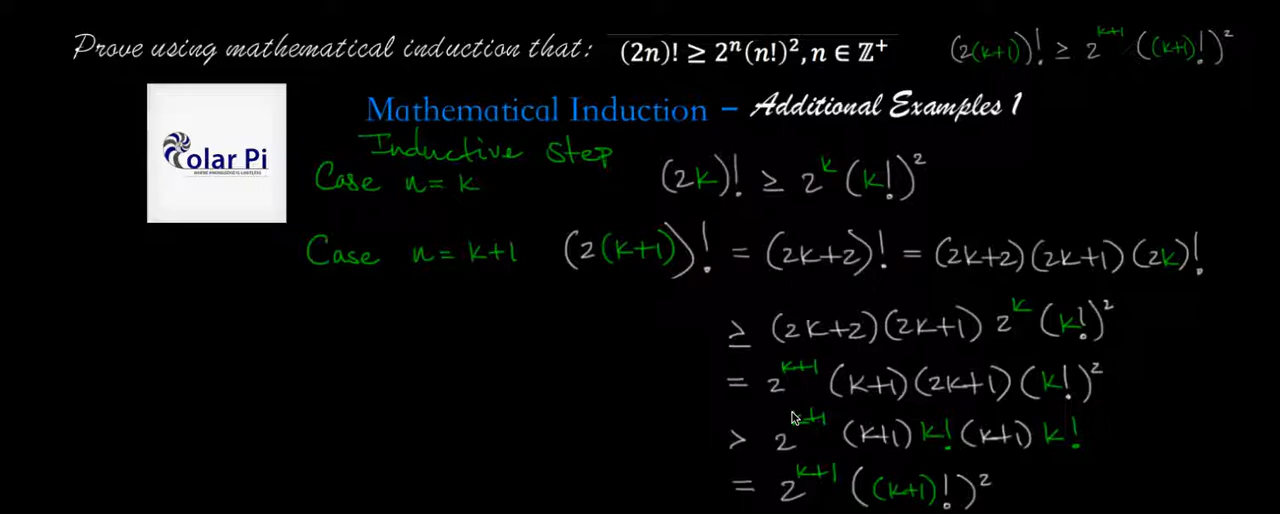 Prove using mathematical induction that: (2n)! ≥ 2ⁿ(n!)², n ∈ ℤ⁺ (2(k+1))! ≥ 2^(k+1) ((k+1)!)²
Mathematical Induction – Additional Examples 1
olar Pi
Inductive step
Case n = k (2k)! ≥ 2^k (k!)²
Case n = k+1 (2(k+1))! = (2k+2)! = (2k+2)(2k+1)(2k)!
≥ (2k+2)(2k+1) 2^k (k!)²
= 2^(k+1) (k+1)(2k+1)(k!)²
> 2^(k+1) (k+1) k! (k+1) k!
= 2^(k+1) ((k+1)!)²